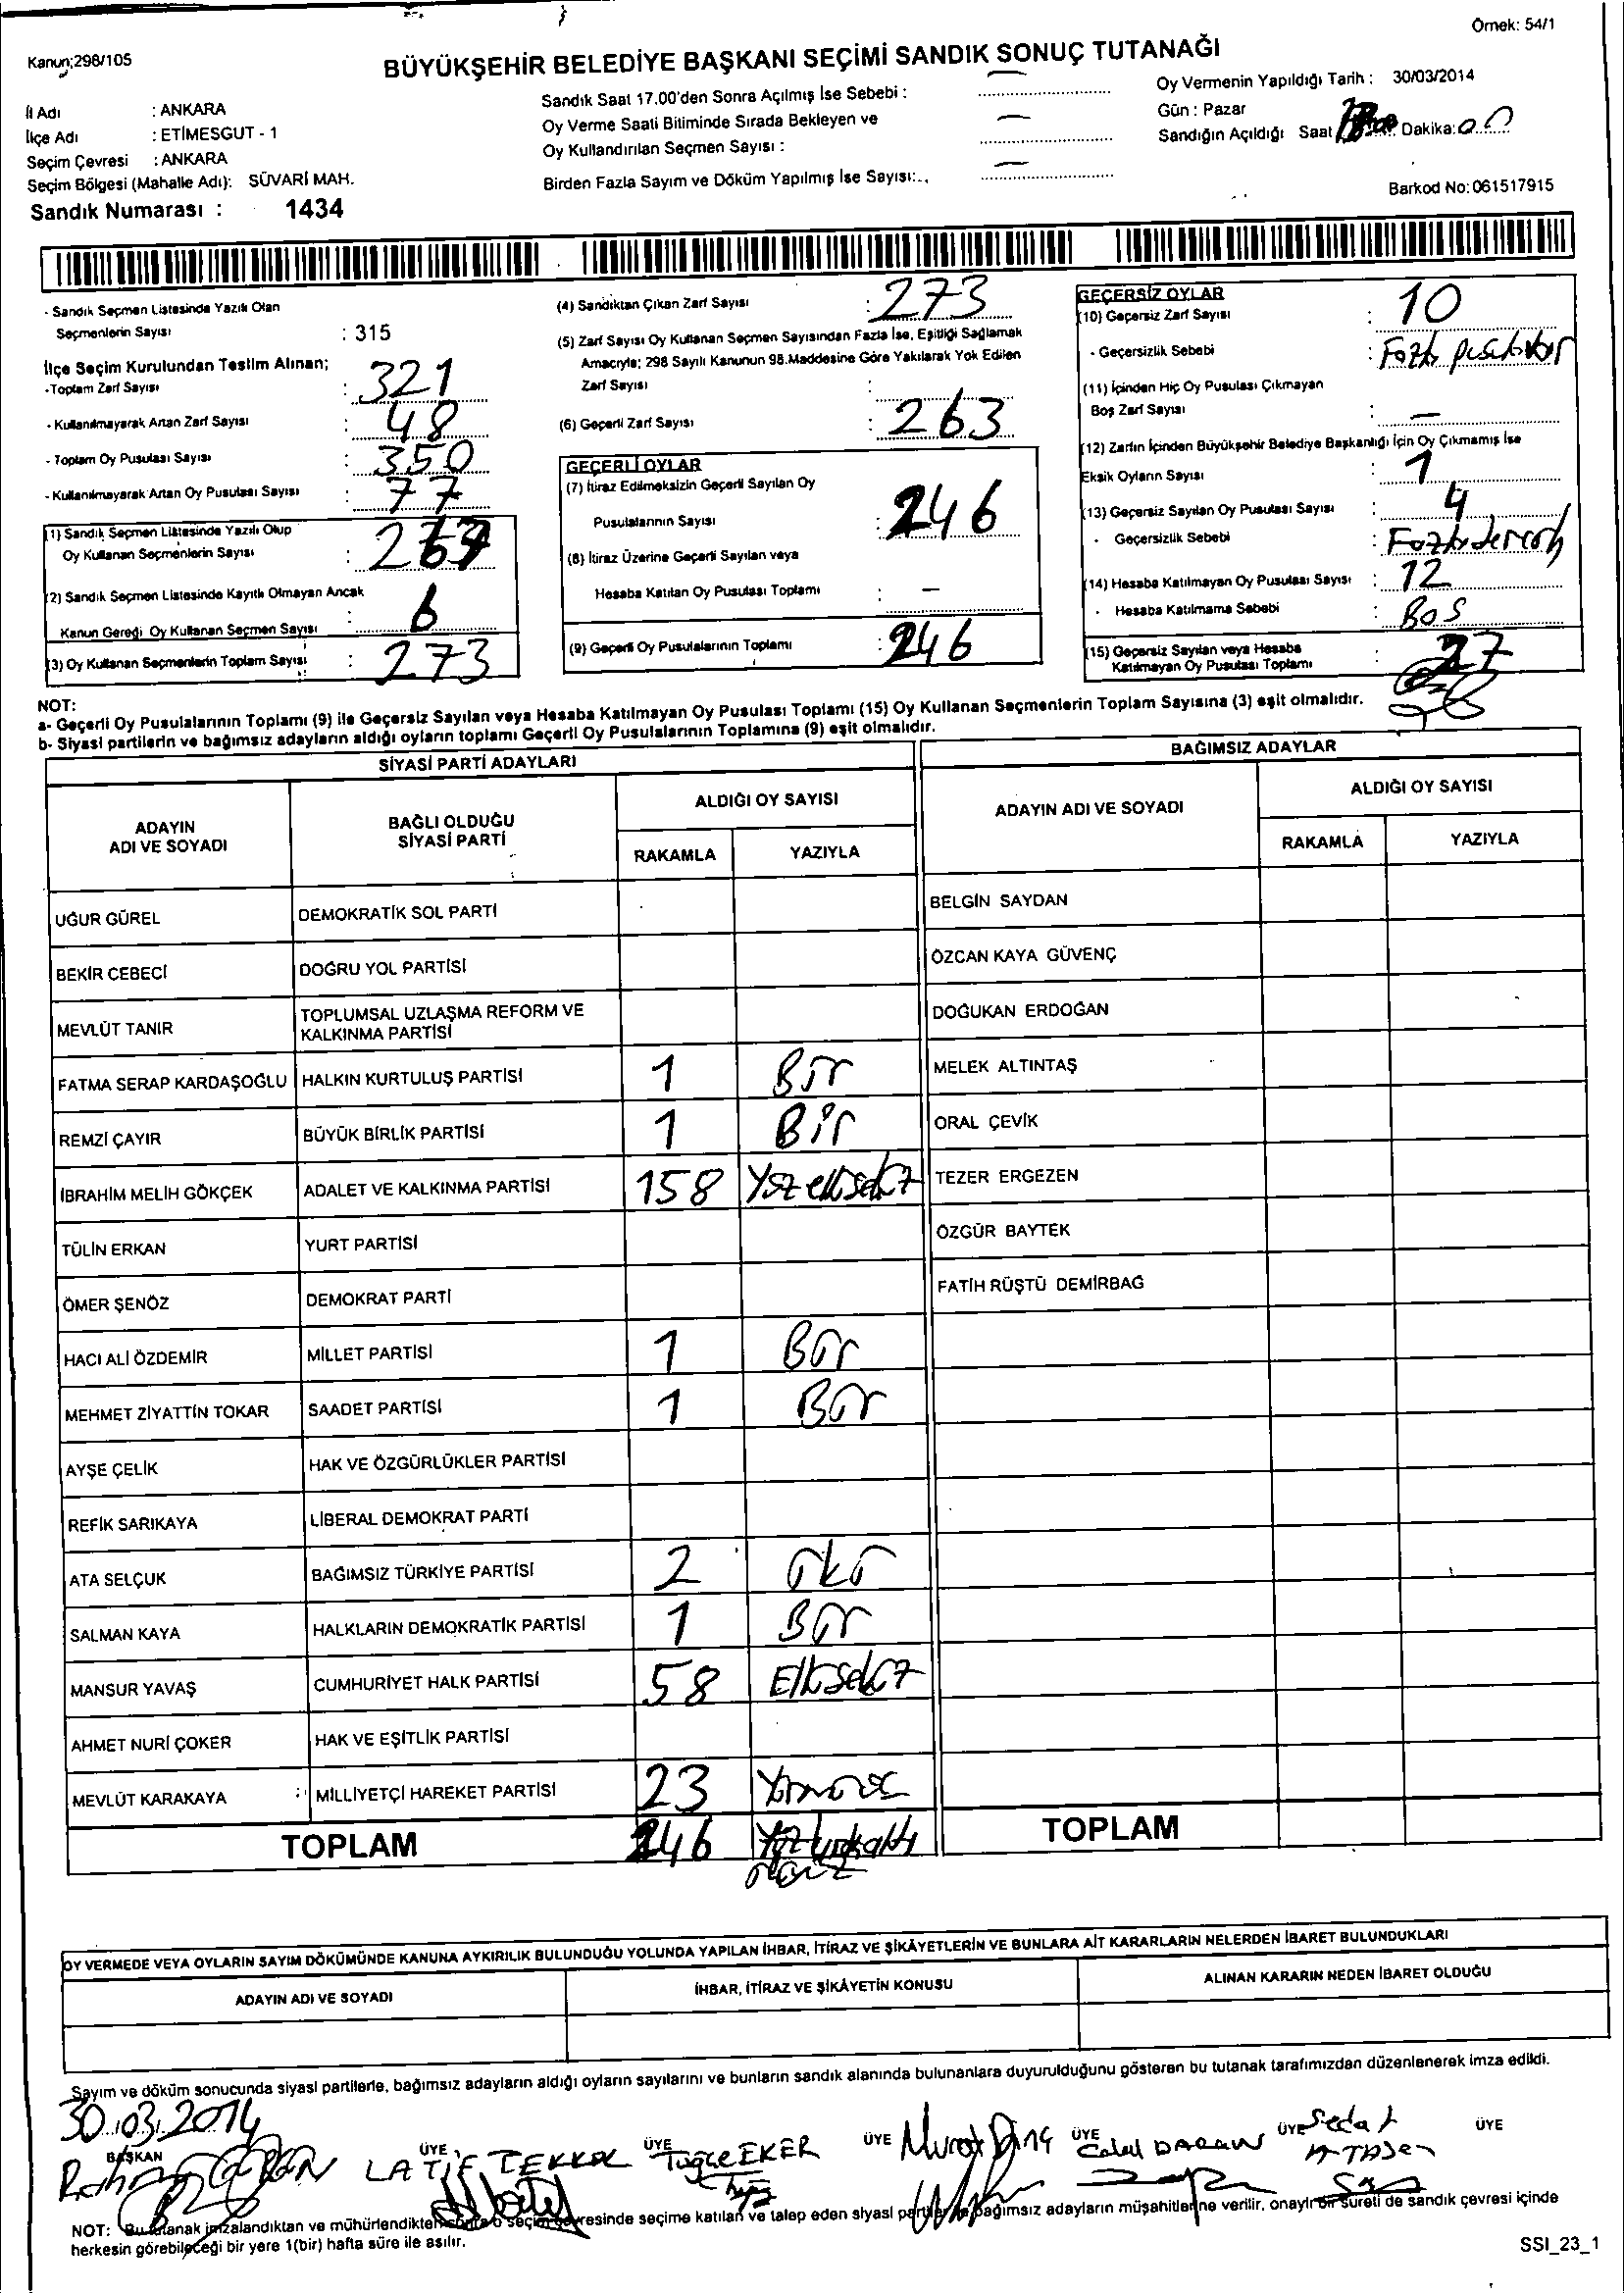 Örnek: 54/1
Kanun;298/105
BÜYÜKŞEHİR BELEDİYE BAŞKANI SEÇİMİ SANDIK SONUÇ TUTANAĞI
İl Adı : ANKARA
İlçe Adı : ETİMESGUT - 1
Seçim Çevresi : ANKARA
Seçim Bölgesi (Mahalle Adı): SÜVARİ MAH.
Sandık Numarası : 1434
Sandık Saat 17.00'den Sonra Açılmış İse Sebebi : —
Oy Verme Saati Bitiminde Sırada Bekleyen ve
Oy Kullandırılan Seçmen Sayısı : —
Birden Fazla Sayım ve Döküm Yapılmış İse Sayısı: —
Oy Vermenin Yapıldığı Tarih : 30/03/2014
Gün : Pazar
Sandığın Açıldığı Saat Dakika: 00
Barkod No: 061517915
- Sandık Seçmen Listesinde Yazılı Olan
Seçmenlerin Sayısı : 315
İlçe Seçim Kurulundan Teslim Alınan;
-Toplam Zarf Sayısı : 321
- Kullanılmayarak Artan Zarf Sayısı : 48
- Toplam Oy Pusulası Sayısı : 350
- Kullanılmayarak Artan Oy Pusulası Sayısı : 77
(1) Sandık Seçmen Listesinde Yazılı Olup
Oy Kullanan Seçmenlerin Sayısı : 267
(2) Sandık Seçmen Listesinde Kayıtlı Olmayan Ancak
Kanun Gereği Oy Kullanan Seçmen Sayısı : 6
(3) Oy Kullanan Seçmenlerin Toplam Sayısı : 273
(4) Sandıktan Çıkan Zarf Sayısı : 273
(5) Zarf Sayısı Oy Kullanan Seçmen Sayısından Fazla İse, Eşitliği Sağlamak
Amacıyla; 298 Sayılı Kanunun 98.Maddesine Göre Yakılarak Yok Edilen
Zarf Sayısı :
(6) Geçerli Zarf Sayısı : 263
GEÇERLİ OYLAR
(7) İtiraz Edilmeksizin Geçerli Sayılan Oy
Pusulalarının Sayısı : 246
(8) İtiraz Üzerine Geçerli Sayılan veya
Hesaba Katılan Oy Pusulası Toplamı : —
(9) Geçerli Oy Pusulalarının Toplamı : 246
GEÇERSİZ OYLAR
(10) Geçersiz Zarf Sayısı : 10
- Geçersizlik Sebebi :
(11) İçinden Hiç Oy Pusulası Çıkmayan
Boş Zarf Sayısı : —
(12) Zarfın İçinden Büyükşehir Belediye Başkanlığı İçin Oy Çıkmamış İse
Eksik Oyların Sayısı : 1
(13) Geçersiz Sayılan Oy Pusulası Sayısı : 4
- Geçersizlik Sebebi :
(14) Hesaba Katılmayan Oy Pusulası Sayısı : 12
- Hesaba Katılmama Sebebi : Boş
(15) Geçersiz Sayılan veya Hesaba
Katılmayan Oy Pusulası Toplamı : 27
NOT:
a- Geçerli Oy Pusulalarının Toplamı (9) ile Geçersiz Sayılan veya Hesaba Katılmayan Oy Pusulası Toplamı (15) Oy Kullanan Seçmenlerin Toplam Sayısına (3) eşit olmalıdır.
b- Siyasi partilerin ve bağımsız adayların aldığı oyların toplamı Geçerli Oy Pusulalarının Toplamına (9) eşit olmalıdır.
SİYASİ PARTİ ADAYLARI
ADAYIN ADI VE SOYADI
BAĞLI OLDUĞU SİYASİ PARTİ
ALDIĞI OY SAYISI
RAKAMLA YAZIYLA
UĞUR GÜREL DEMOKRATİK SOL PARTİ
BEKİR CEBECİ DOĞRU YOL PARTİSİ
MEVLÜT TANIR TOPLUMSAL UZLAŞMA REFORM VE KALKINMA PARTİSİ
FATMA SERAP KARDAŞOĞLU HALKIN KURTULUŞ PARTİSİ 1 Bir
REMZİ ÇAYIR BÜYÜK BİRLİK PARTİSİ 1 Bir
İBRAHİM MELİH GÖKÇEK ADALET VE KALKINMA PARTİSİ 158 Yüzellisekiz
TÜLİN ERKAN YURT PARTİSİ
ÖMER ŞENÖZ DEMOKRAT PARTİ
HACI ALİ ÖZDEMİR MİLLET PARTİSİ 1 Bir
MEHMET ZİYATTİN TOKAR SAADET PARTİSİ 1 Bir
AYŞE ÇELİK HAK VE ÖZGÜRLÜKLER PARTİSİ
REFİK SARIKAYA LİBERAL DEMOKRAT PARTİ
ATA SELÇUK BAĞIMSIZ TÜRKİYE PARTİSİ 2 iki
SALMAN KAYA HALKLARIN DEMOKRATİK PARTİSİ 1 Bir
MANSUR YAVAŞ CUMHURİYET HALK PARTİSİ 58 Ellisekiz
AHMET NURİ ÇOKER HAK VE EŞİTLİK PARTİSİ
MEVLÜT KARAKAYA MİLLİYETÇİ HAREKET PARTİSİ 23 Yirmiüç
TOPLAM 246
BAĞIMSIZ ADAYLAR
ADAYIN ADI VE SOYADI
ALDIĞI OY SAYISI
RAKAMLA YAZIYLA
BELGİN SAYDAN
ÖZCAN KAYA GÜVENÇ
DOĞUKAN ERDOĞAN
MELEK ALTINTAŞ
ORAL ÇEVİK
TEZER ERGEZEN
ÖZGÜR BAYTEK
FATİH RÜŞTÜ DEMİRBAĞ
TOPLAM
OY VERMEDE VEYA OYLARIN SAYIM DÖKÜMÜNDE KANUNA AYKIRILIK BULUNDUĞU YOLUNDA YAPILAN İHBAR, İTİRAZ VE ŞİKÂYETLERİN VE BUNLARA AİT KARARLARIN NELERDEN İBARET BULUNDUKLARI
ADAYIN ADI VE SOYADI
İHBAR, İTİRAZ VE ŞİKÂYETİN KONUSU
ALINAN KARARIN NEDEN İBARET OLDUĞU
Sayım ve döküm sonucunda siyasi partilerle, bağımsız adayların aldığı oyların sayılarını ve bunların sandık alanında bulunanlara duyurulduğunu gösteren bu tutanak tarafımızdan düzenlenerek imza edildi.
30.03.2014
BAŞKAN
ÜYE LATİF TEKKOL
ÜYE Tuğçe EKER
ÜYE Murat Dinç
ÜYE Celal
ÜYE Sedat
ÜYE
NOT: Bu tutanak imzalandıktan ve mühürlendikten sonra o seçim çevresinde seçime katılan ve talep eden siyasi partiler ile bağımsız adayların müşahitlerine verilir, onaylı bir sureti de sandık çevresi içinde
herkesin görebileceği bir yere 1(bir) hafta süre ile asılır.
SSI_23_1